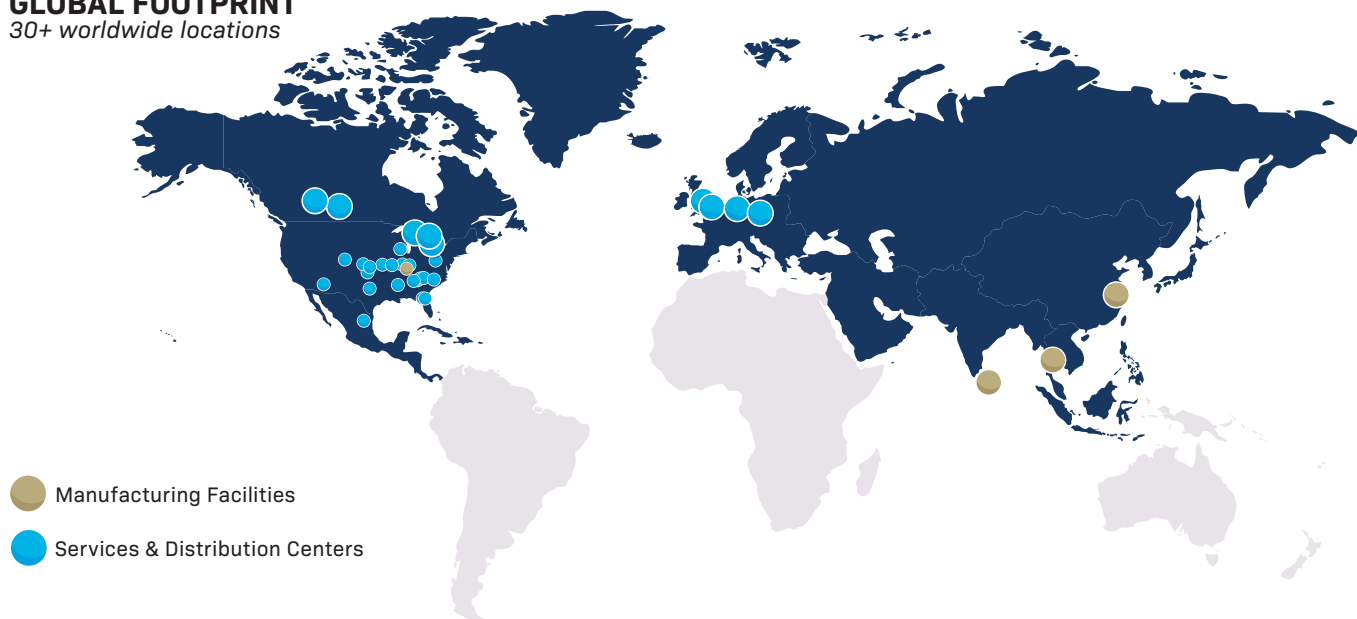 GLOBAL FOOTPRINT
30+ worldwide locations
Manufacturing Facilities
Services & Distribution Centers